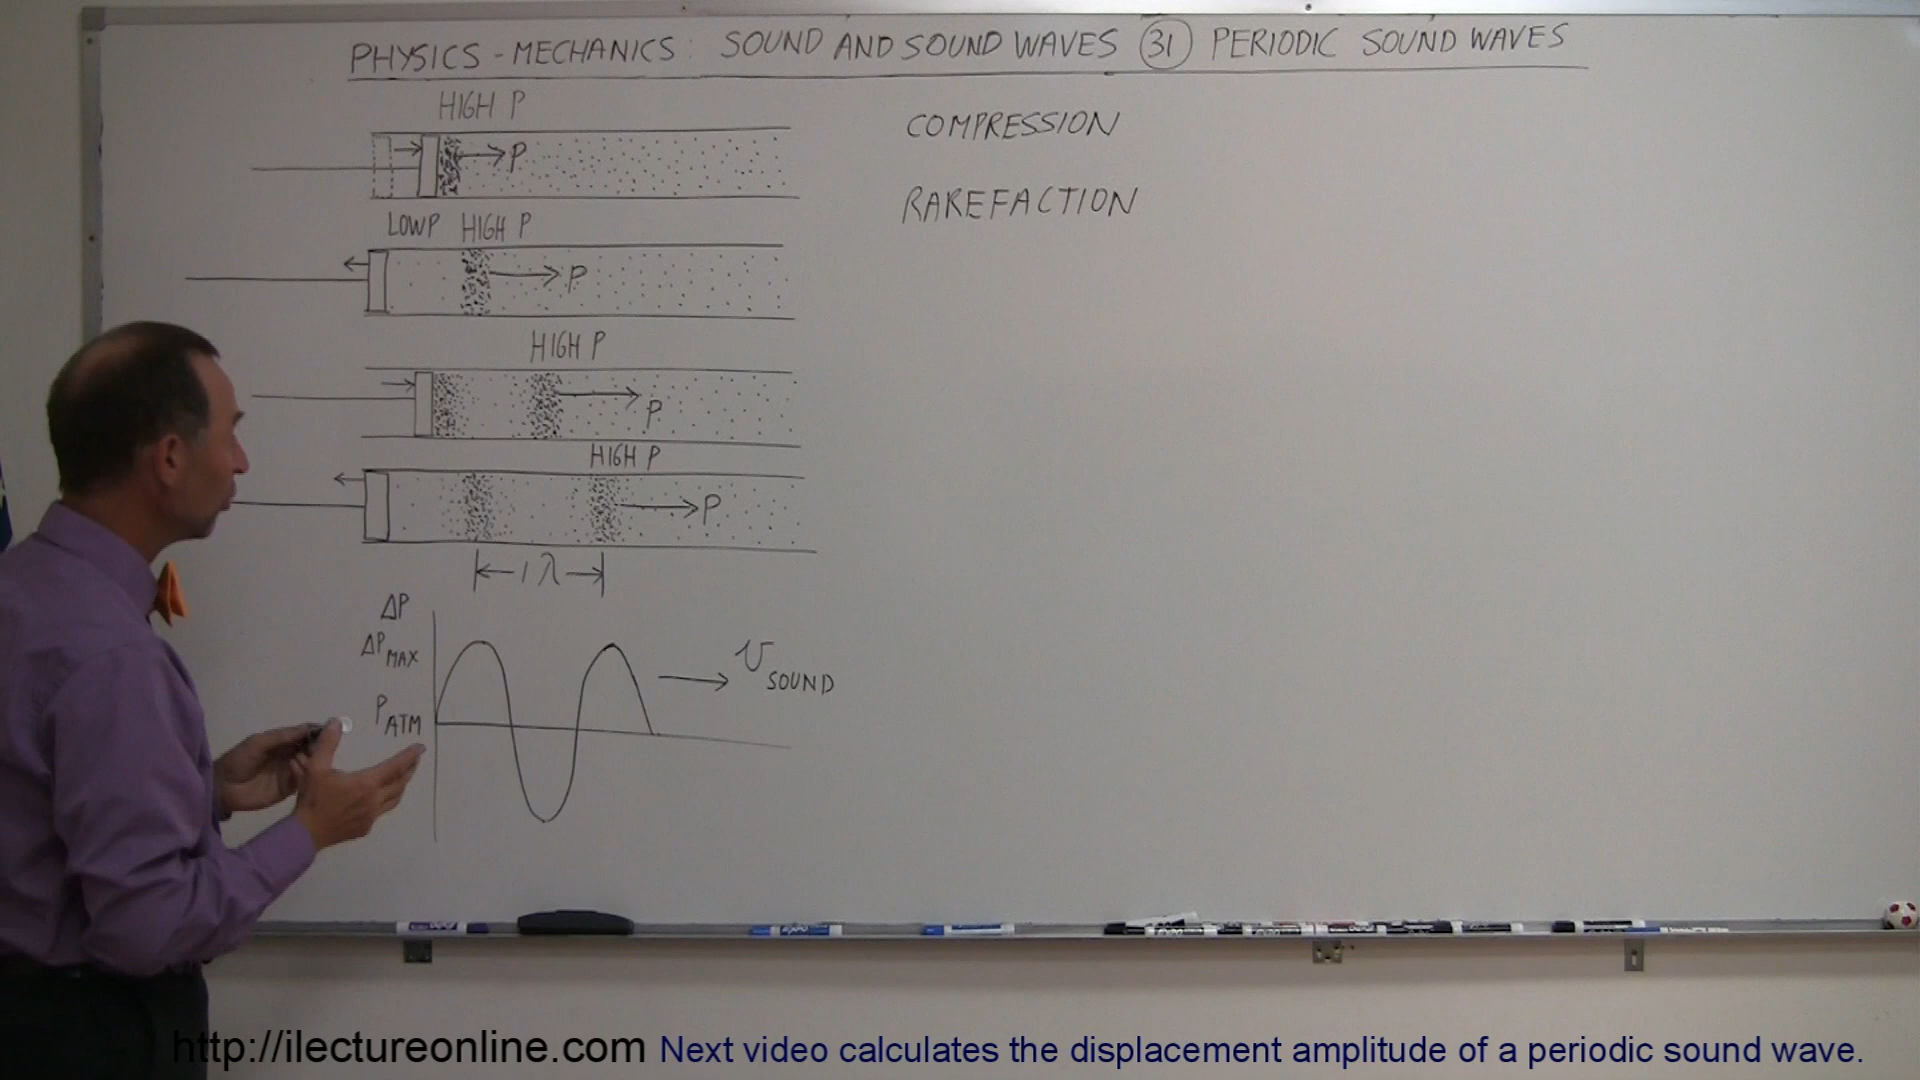 PHYSICS - MECHANICS: SOUND AND SOUND WAVES 31 PERIODIC SOUND WAVES
HIGH P
P
LOW P HIGH P
P
HIGH P
P
HIGH P
P
1 λ
ΔP
ΔP MAX
P ATM
V SOUND
COMPRESSION
RAREFACTION
http://ilectureonline.com Next video calculates the displacement amplitude of a periodic sound wave.